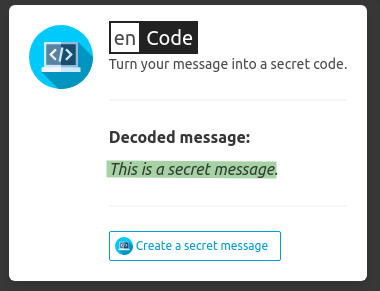 en Code
Turn your message into a secret code.
Decoded message:
This is a secret message.
Create a secret message